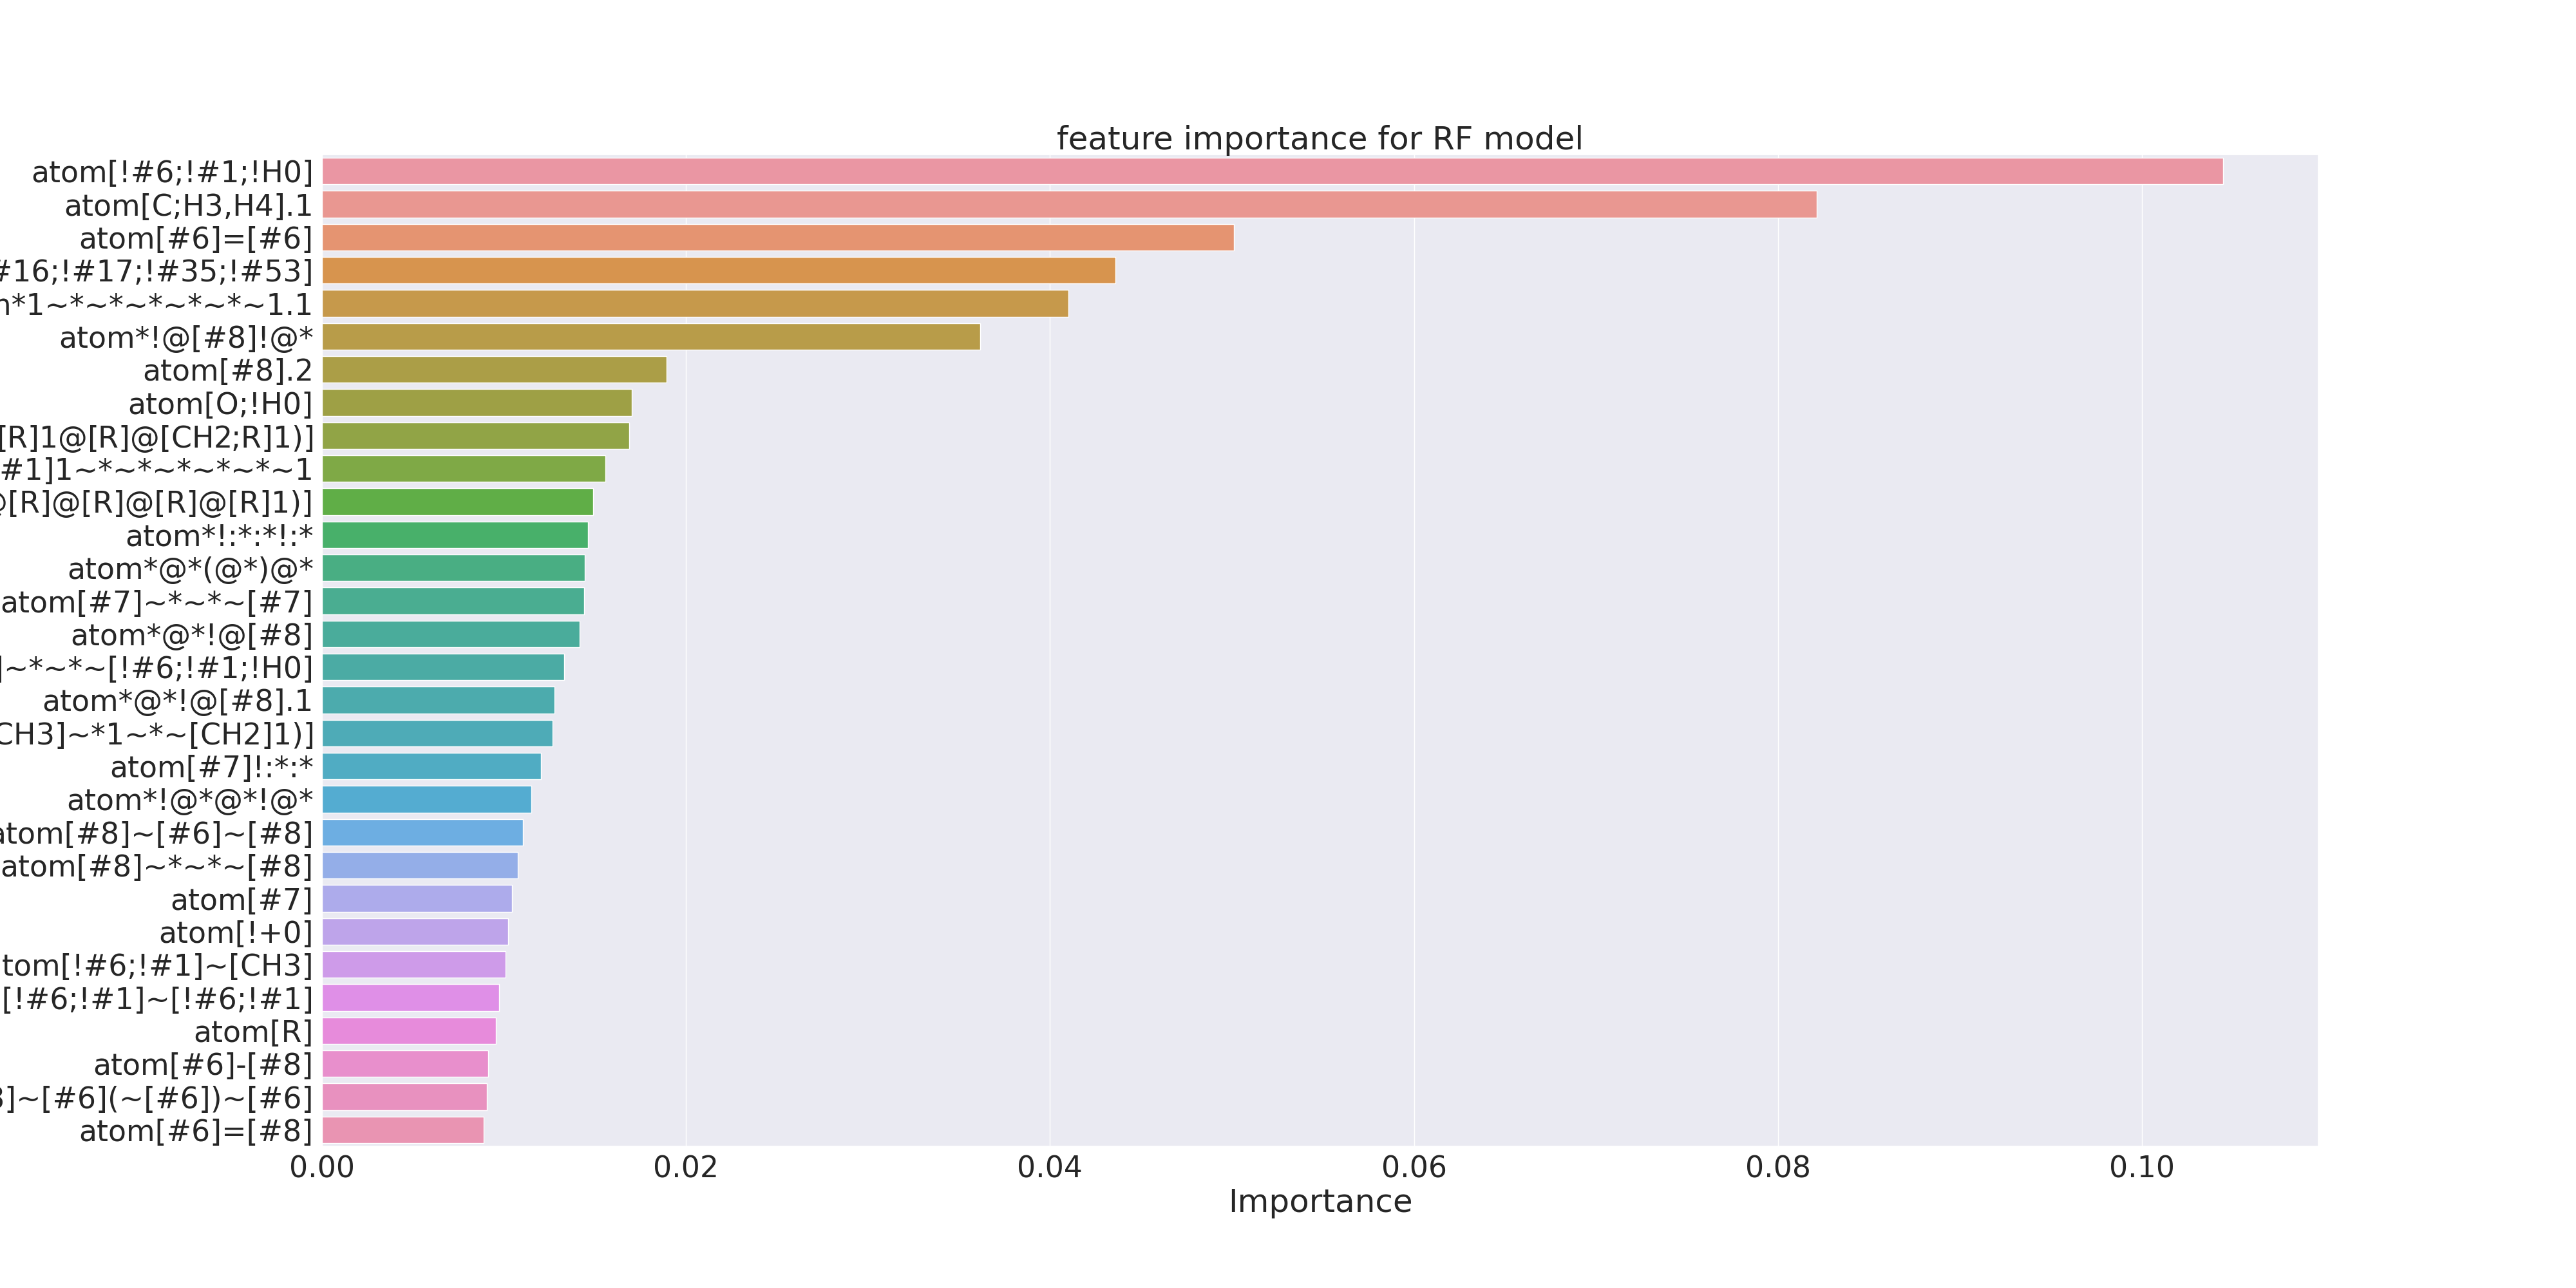 feature importance for RF model
atom[!#6;!#1;!H0]
atom[C;H3,H4].1
atom[#6]=[#6]
#16;!#17;!#35;!#53]
*1~*~*~*~*~*~1.1
atom*!@[#8]!@*
atom[#8].2
atom[O;!H0]
[R]1@[R]@[CH2;R]1)]
#1]1~*~*~*~*~*~1
@[R]@[R]@[R]@[R]1)]
atom*!:*:*!:*
atom*@*(@*)@*
atom[#7]~*~*~[#7]
atom*@*!@[#8]
]~*~*~[!#6;!#1;!H0]
atom*@*!@[#8].1
CH3]~*1~*~[CH2]1)]
atom[#7]!:*:*
atom*!@*@*!@*
atom[#8]~[#6]~[#8]
atom[#8]~*~*~[#8]
atom[#7]
atom[!+0]
tom[!#6;!#1]~[CH3]
[!#6;!#1]~[!#6;!#1]
atom[R]
atom[#6]-[#8]
]~[#6](~[#6])~[#6]
atom[#6]=[#8]
0.00 0.02 0.04 0.06 0.08 0.10
Importance